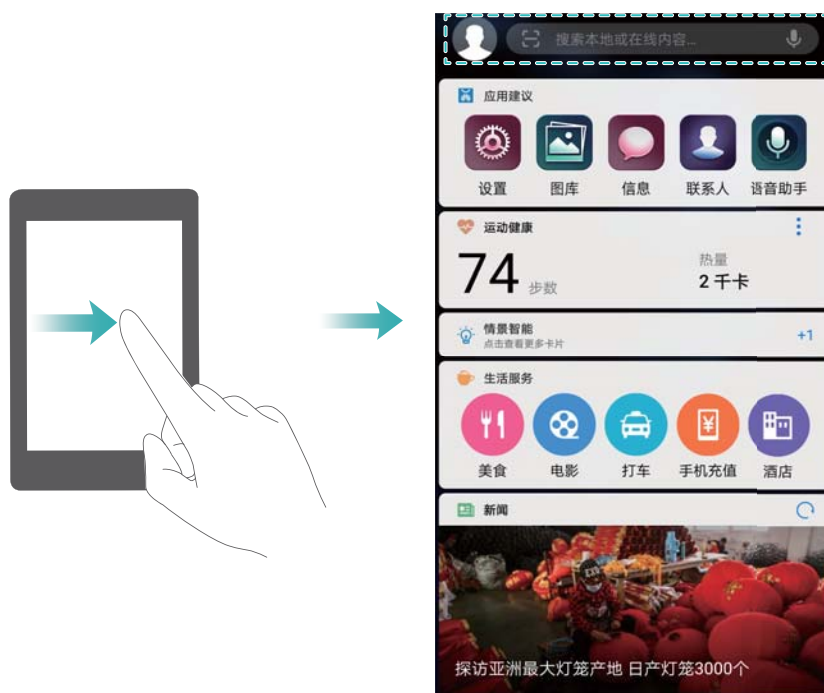 搜索本地或在线内容...
应用建议
设置 图库 信息 联系人 语音助手
运动健康
74 步数
热量
2 千卡
情景智能
点击查看更多卡片
+1
生活服务
美食 电影 打车 手机充值 酒店
新闻
探访亚洲最大灯笼产地 日产灯笼3000个